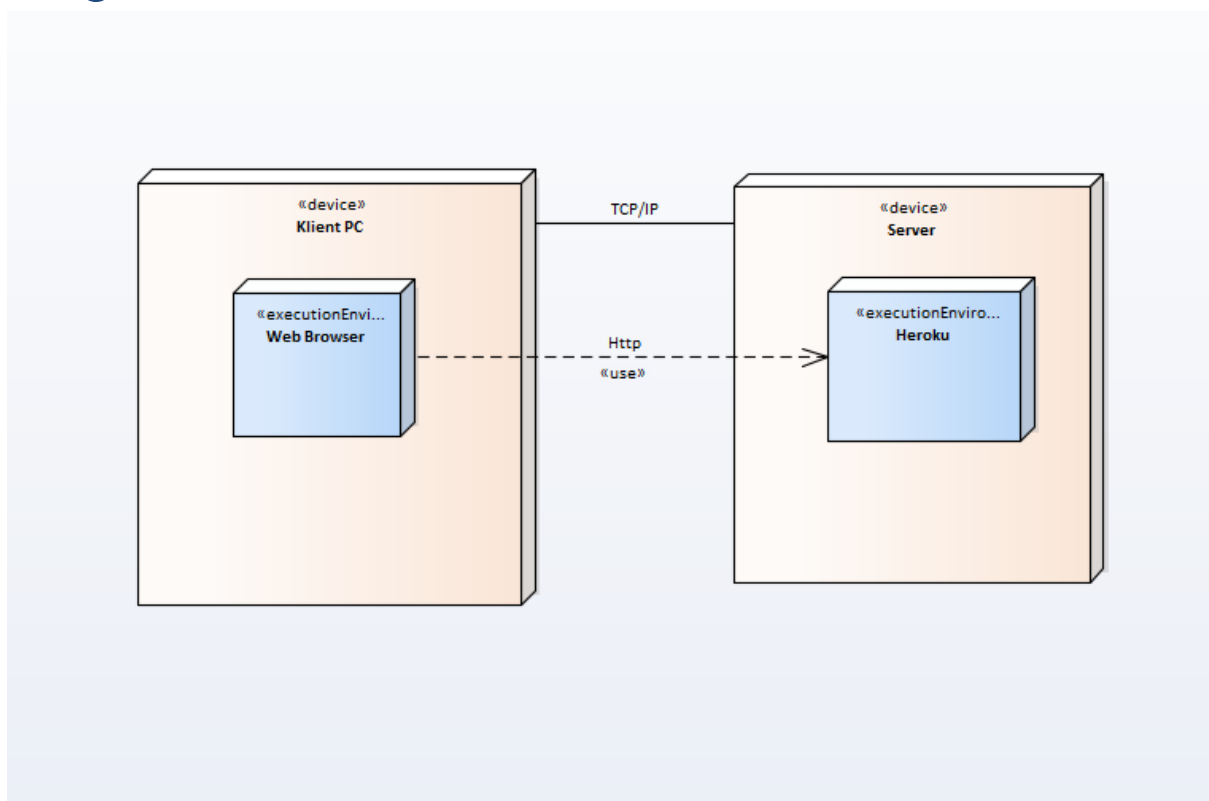 «device»
Klient PC
«executionEnvi...
Web Browser
TCP/IP
Http
«use»
«device»
Server
«executionEnviro...
Heroku